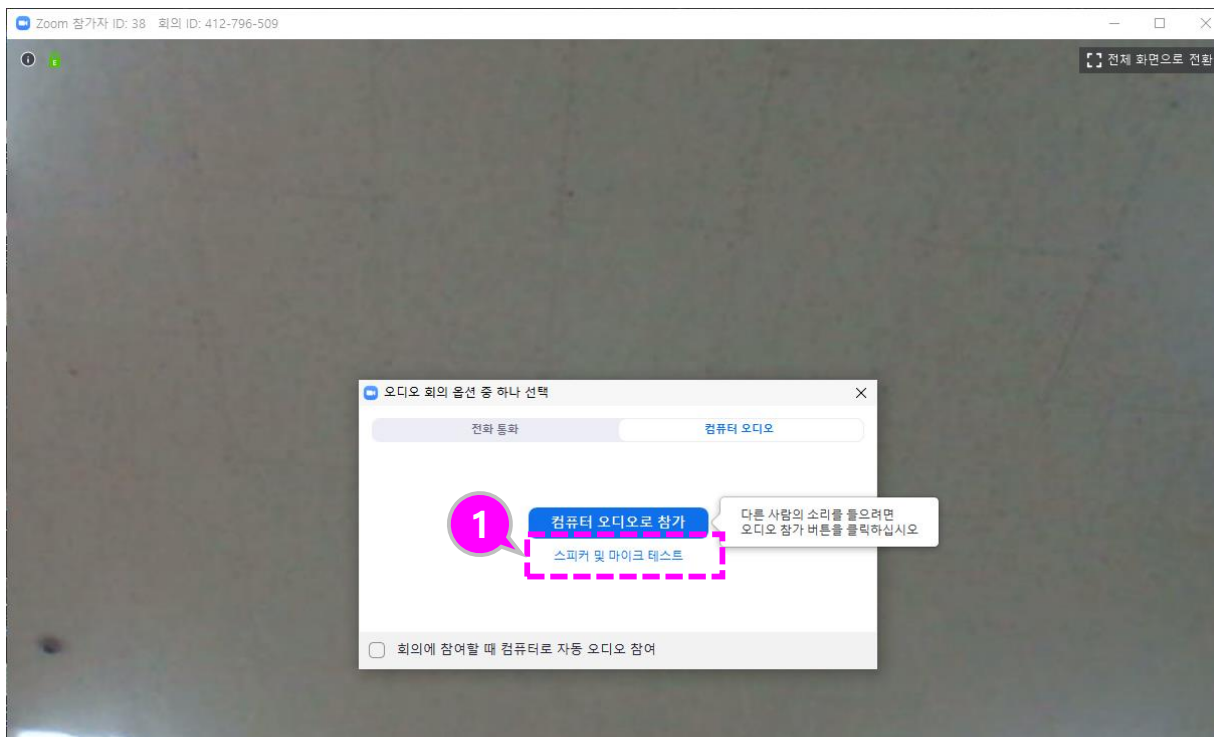 Zoom 참가자 ID: 38 회의 ID: 412-796-509
E
전체 화면으로 전환
오디오 회의 옵션 중 하나 선택
전화 통화
컴퓨터 오디오
1
컴퓨터 오디오로 참가
다른 사람의 소리를 들으려면
오디오 참가 버튼을 클릭하십시오
스피커 및 마이크 테스트
회의에 참여할 때 컴퓨터로 자동 오디오 참여